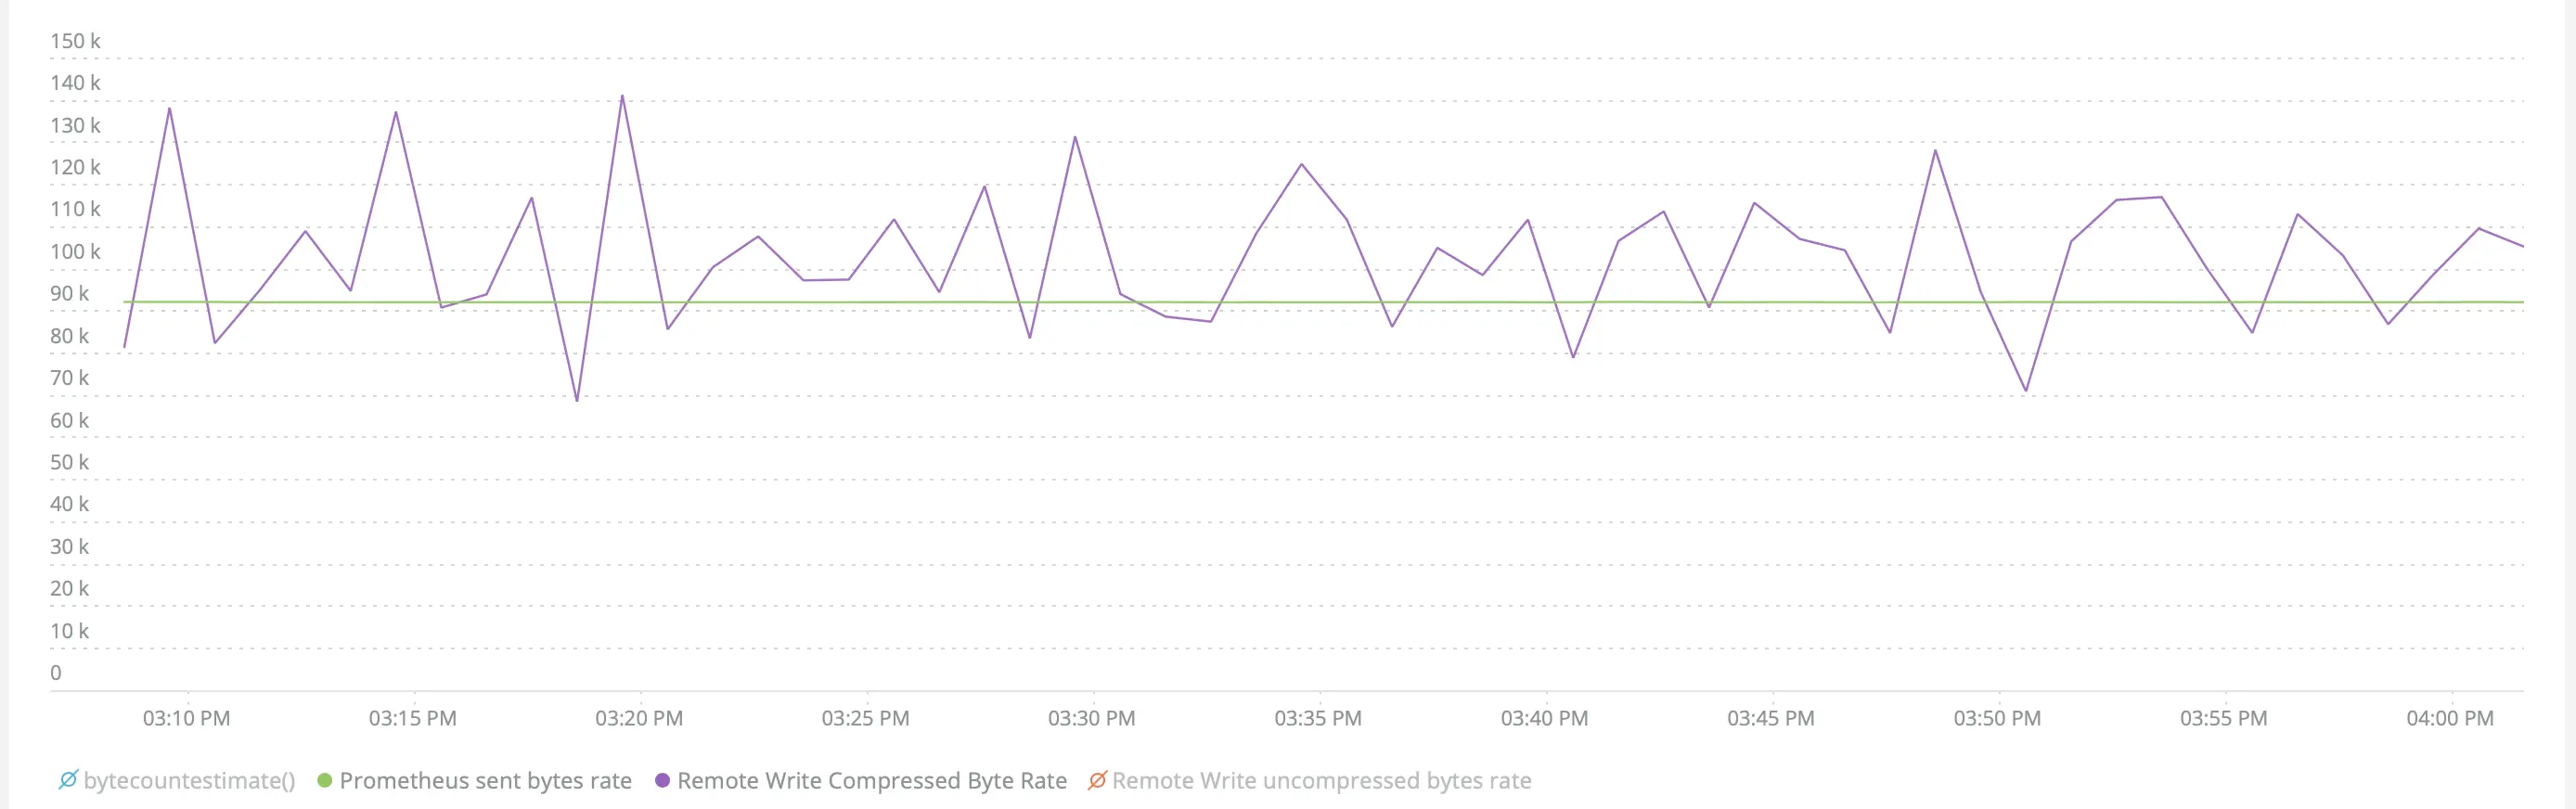 150 k
140 k
130 k
120 k
110 k
100 k
90 k
80 k
70 k
60 k
50 k
40 k
30 k
20 k
10 k
0
03:10 PM 03:15 PM 03:20 PM 03:25 PM 03:30 PM 03:35 PM 03:40 PM 03:45 PM 03:50 PM 03:55 PM 04:00 PM
bytecountestimate() Prometheus sent bytes rate Remote Write Compressed Byte Rate Remote Write uncompressed bytes rate